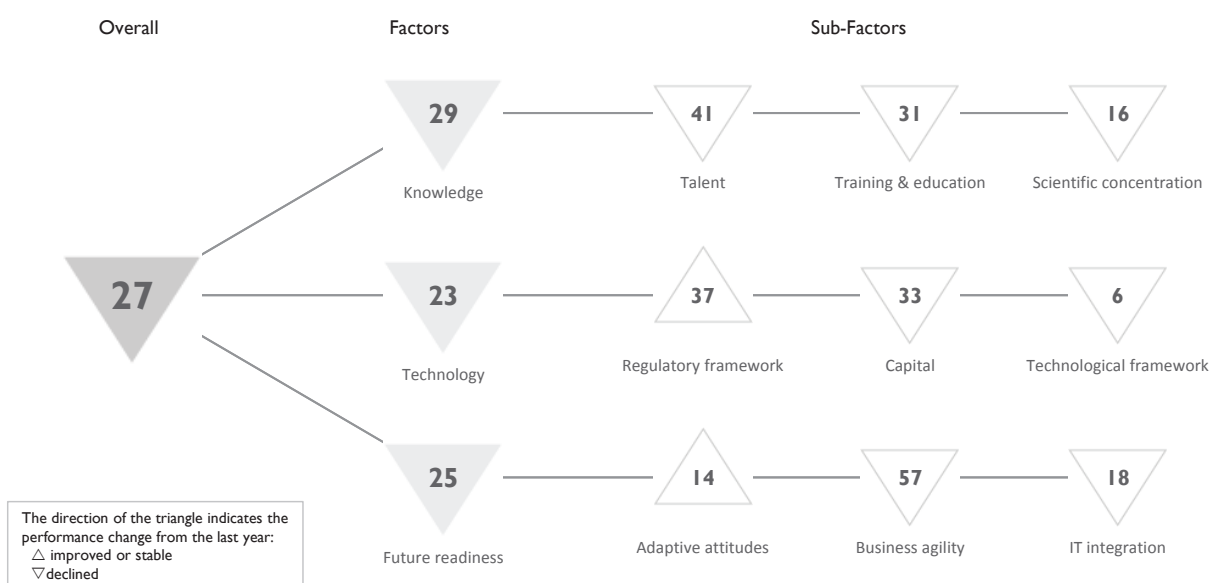 Overall Factors Sub-Factors
29 41 31 16
Knowledge Talent Training & education Scientific concentration
27 23 37 33 6
Technology Regulatory framework Capital Technological framework
25 14 57 18
Future readiness Adaptive attitudes Business agility IT integration
The direction of the triangle indicates the
performance change from the last year:
△ improved or stable
▽ declined